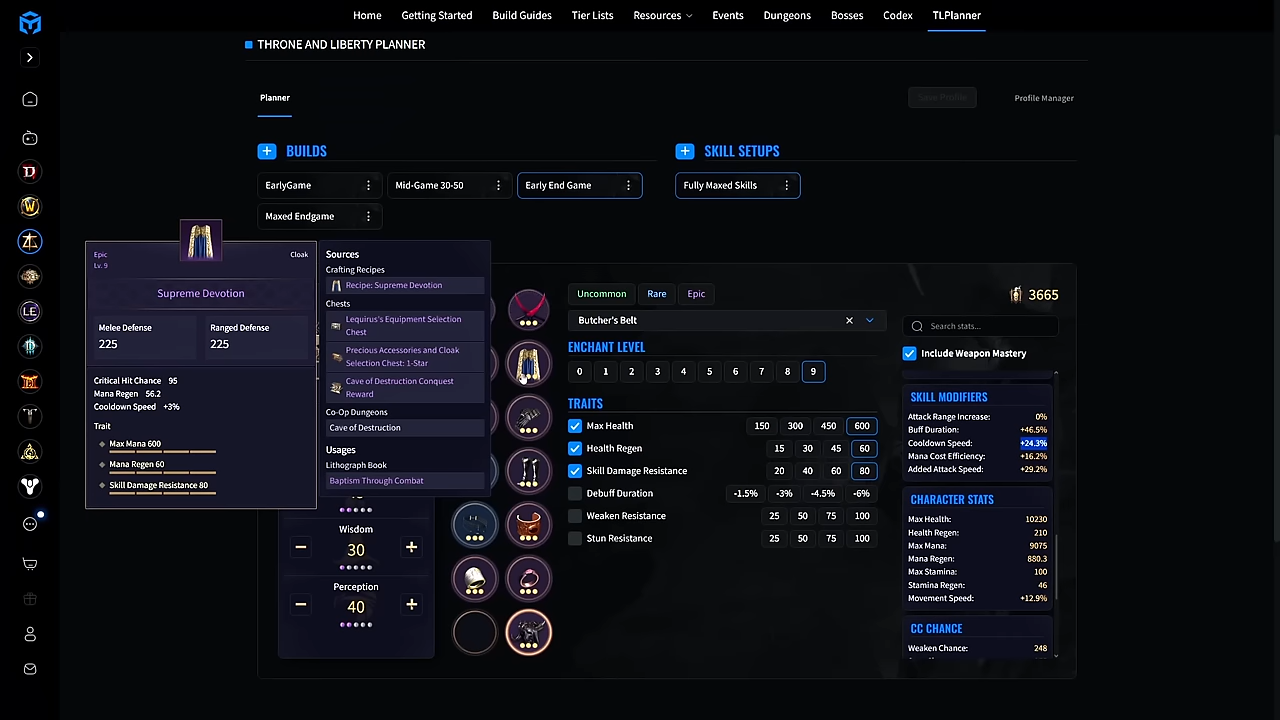 Home
Getting Started
Build Guides
Tier Lists
Resources
Events
Dungeons
Bosses
Codex
TLPlanner
THRONE AND LIBERTY PLANNER
Planner
Save Profile
Profile Manager
BUILDS
SKILL SETUPS
EarlyGame
Mid-Game 30-50
Early End Game
Fully Maxed Skills
Maxed Endgame
Epic
Cloak
Lv. 9
Supreme Devotion
Melee Defense
Ranged Defense
225
225
Critical Hit Chance 95
Mana Regen 56.2
Cooldown Speed +3%
Trait
Max Mana 600
Mana Regen 60
Skill Damage Resistance 80
Sources
Crafting Recipes
Recipe: Supreme Devotion
Chests
Lequirus's Equipment Selection
Chest
Precious Accessories and Cloak
Selection Chest: 1-Star
Cave of Destruction Conquest
Reward
Co-Op Dungeons
Cave of Destruction
Usages
Lithograph Book
Baptism Through Combat
Wisdom
30
Perception
40
Uncommon
Rare
Epic
Butcher's Belt
ENCHANT LEVEL
0 1 2 3 4 5 6 7 8 9
TRAITS
Max Health 150 300 450 600
Health Regen 15 30 45 60
Skill Damage Resistance 20 40 60 80
Debuff Duration -1.5% -3% -4.5% -6%
Weaken Resistance 25 50 75 100
Stun Resistance 25 50 75 100
3665
Search stats...
Include Weapon Mastery
SKILL MODIFIERS
Attack Range Increase: 0%
Buff Duration: +46.5%
Cooldown Speed: +24.3%
Mana Cost Efficiency: +16.2%
Added Attack Speed: +29.2%
CHARACTER STATS
Max Health: 10230
Health Regen: 210
Max Mana: 9075
Mana Regen: 880.3
Max Stamina: 100
Stamina Regen: 46
Movement Speed: +12.9%
CC CHANCE
Weaken Chance: 248